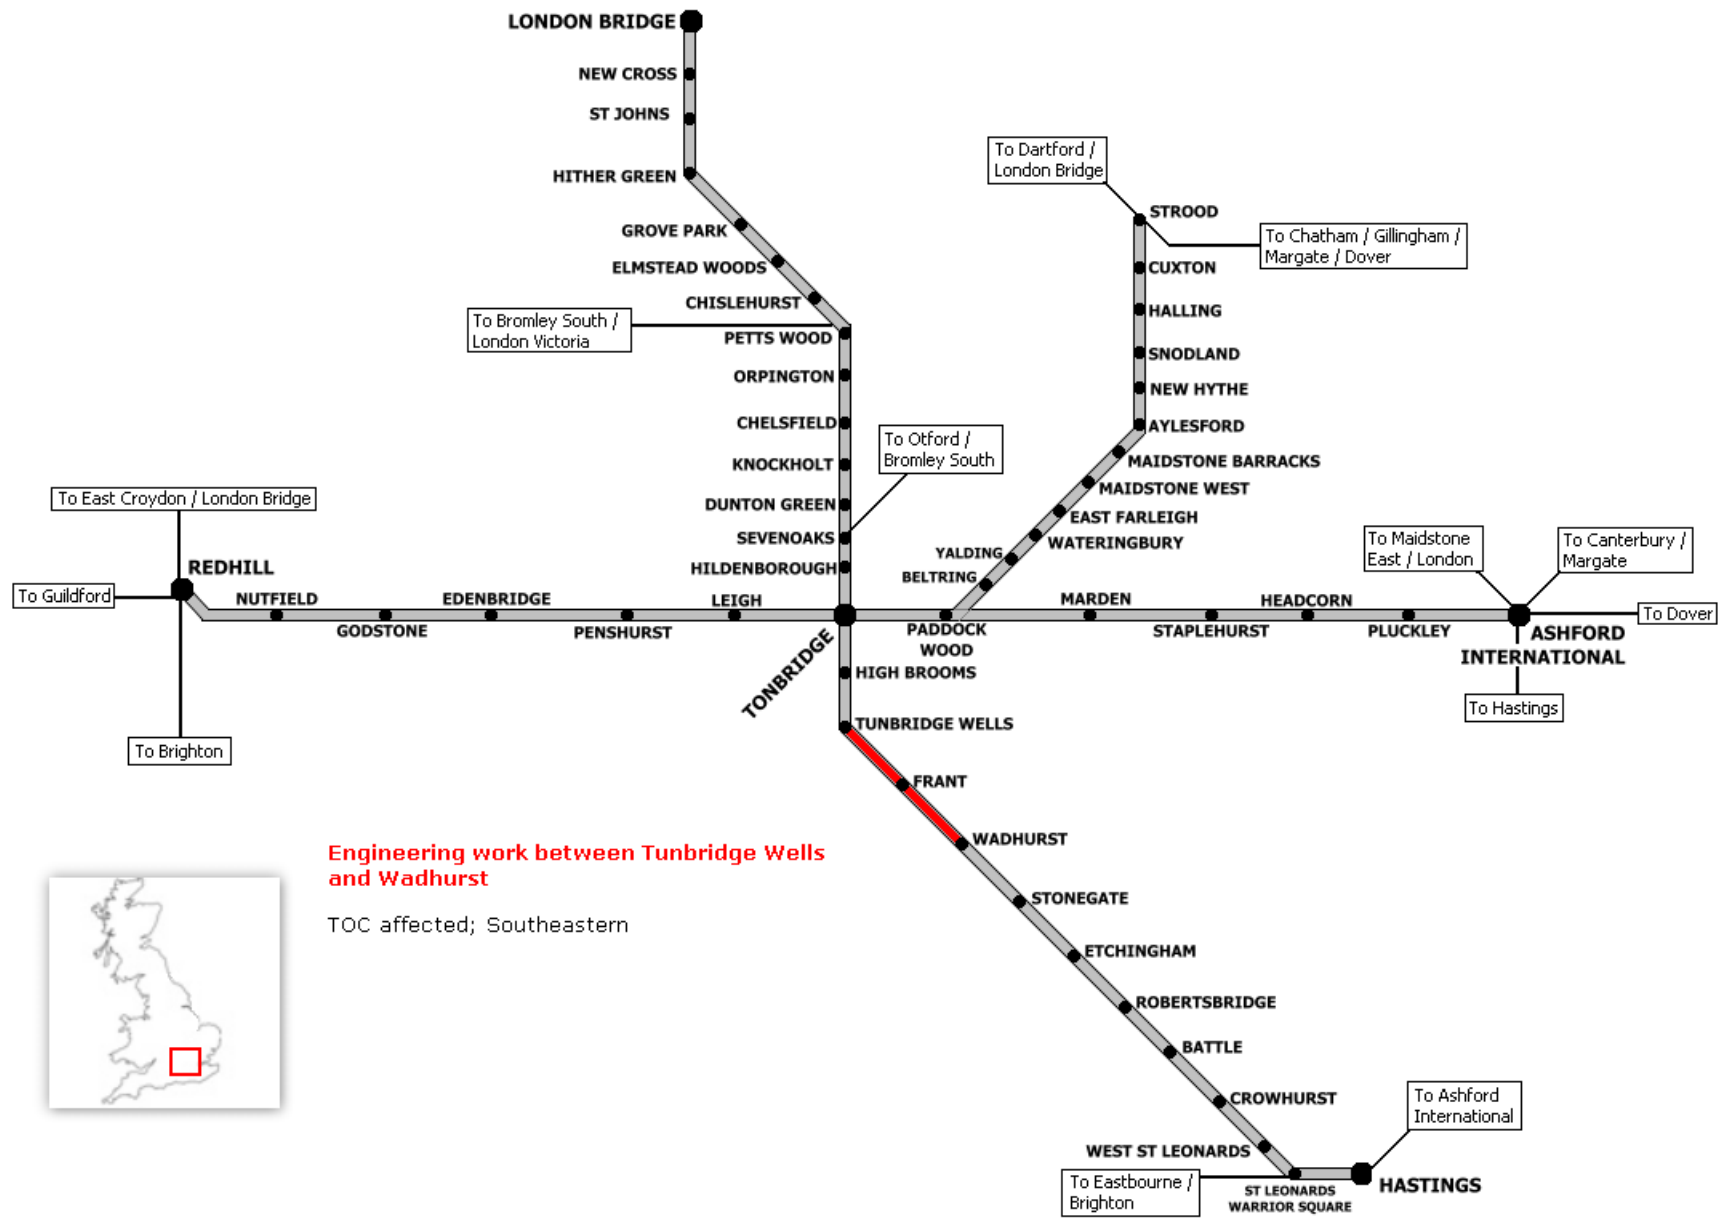 LONDON BRIDGE
NEW CROSS
ST JOHNS
HITHER GREEN
GROVE PARK
ELMSTEAD WOODS
CHISLEHURST
To Bromley South /
London Victoria
PETTS WOOD
ORPINGTON
CHELSFIELD
KNOCKHOLT
DUNTON GREEN
SEVENOAKS
HILDENBOROUGH
To Otford /
Bromley South
To Dartford /
London Bridge
STROOD
To Chatham / Gillingham /
Margate / Dover
CUXTON
HALLING
SNODLAND
NEW HYTHE
AYLESFORD
MAIDSTONE BARRACKS
MAIDSTONE WEST
EAST FARLEIGH
WATERINGBURY
YALDING
BELTRING
To East Croydon / London Bridge
REDHILL
To Guildford
To Brighton
NUTFIELD
GODSTONE
EDENBRIDGE
PENSHURST
LEIGH
TONBRIDGE
PADDOCK
WOOD
MARDEN
STAPLEHURST
HEADCORN
PLUCKLEY
To Maidstone
East / London
To Canterbury /
Margate
To Dover
ASHFORD
INTERNATIONAL
To Hastings
HIGH BROOMS
TUNBRIDGE WELLS
FRANT
WADHURST
STONEGATE
ETCHINGHAM
ROBERTSBRIDGE
BATTLE
CROWHURST
WEST ST LEONARDS
To Eastbourne /
Brighton
ST LEONARDS
WARRIOR SQUARE
HASTINGS
To Ashford
International
Engineering work between Tunbridge Wells
and Wadhurst
TOC affected; Southeastern